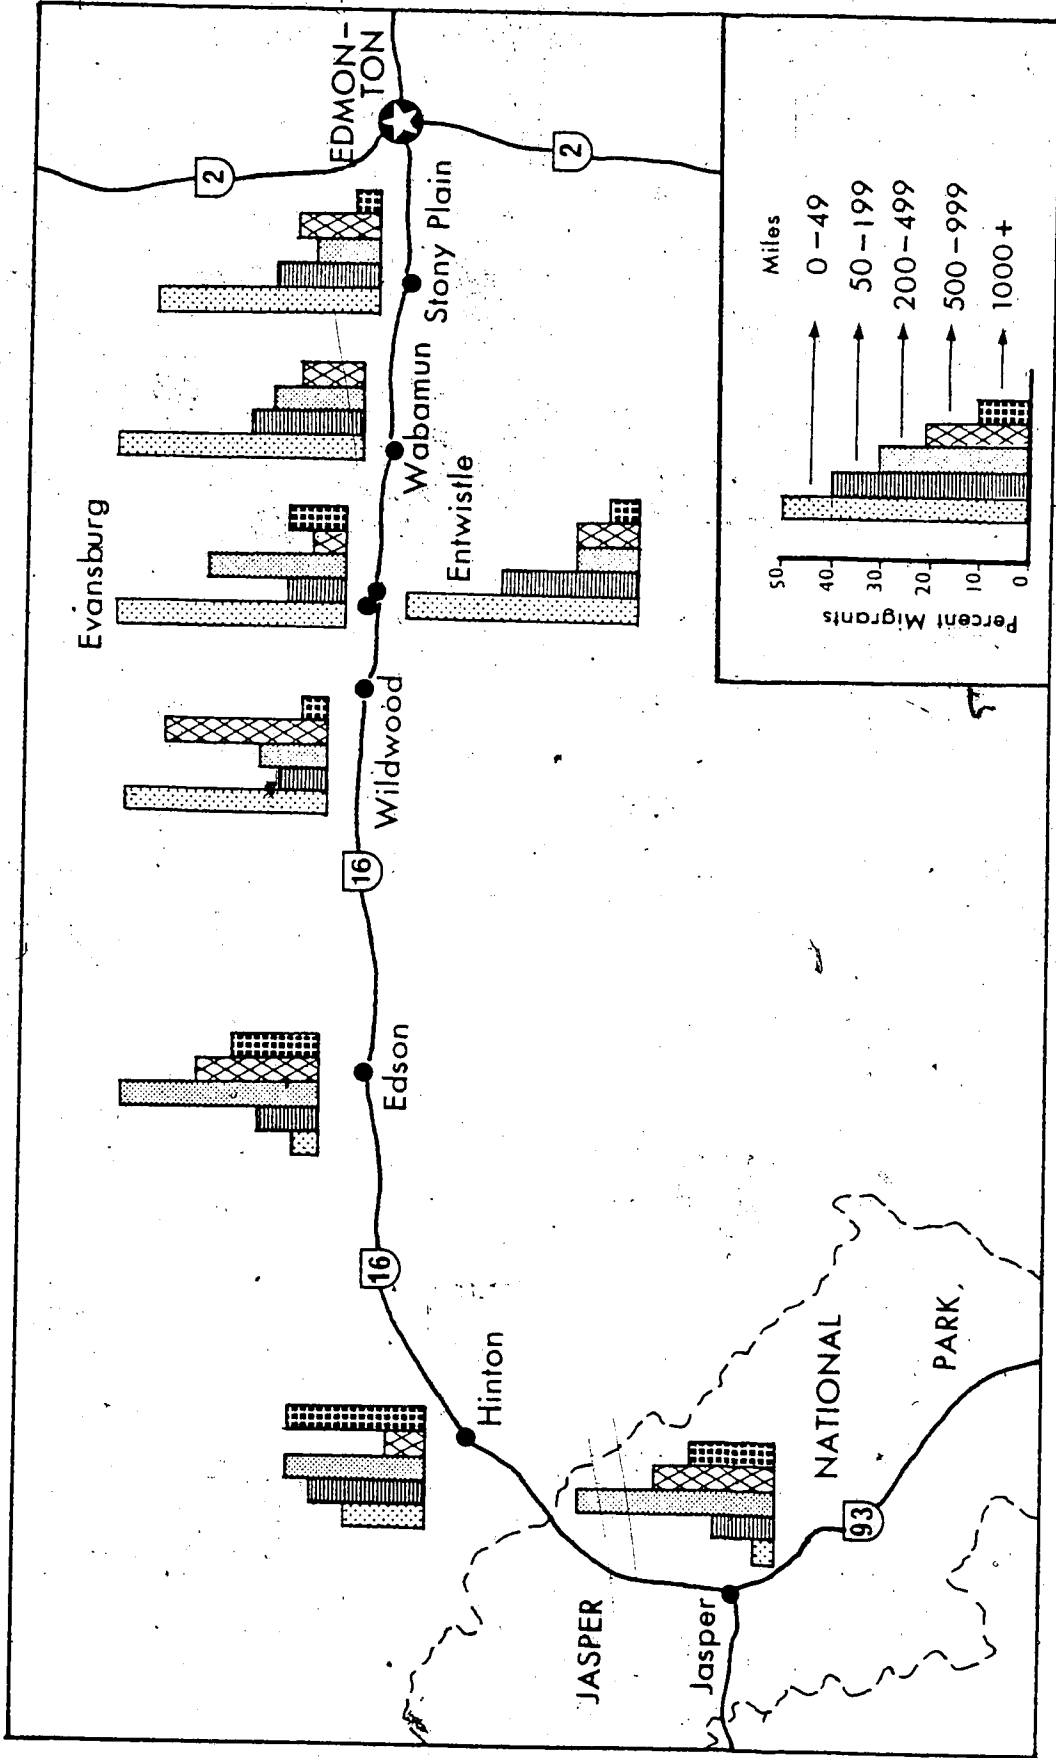 EDMON-
TON
2
2
Stony Plain
Wabamun
Evansburg
Entwistle
Wildwood
16
Edson
16
Hinton
JASPER
NATIONAL
PARK
Jasper
93
Miles
0-49
50-199
200-499
500-999
1000+
50
40
30
20
10
0
Percent Migrants